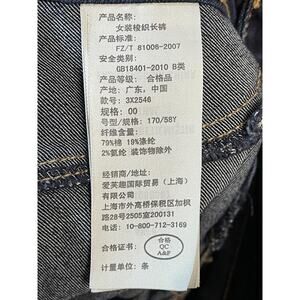 产品名称:
女装梭织长裤
产品标准:
FZ/T 81006-2007
安全类别:
GB18401-2010 B类
产品等级: 合格品
产地: 广东, 中国
款号: 3X2546
规格: 00
号型/规格: 170/58Y
纤维含量:
79%棉 19%涤纶
2%氨纶 装饰物除外
经销商/地址:
爱芙趣国际贸易(上海)
有限公司
上海市外高桥保税区加枫
路28号2505室200131
电话: 10-800-712-3169
合格证书:
合格
QC
A&F
计量单位: 条